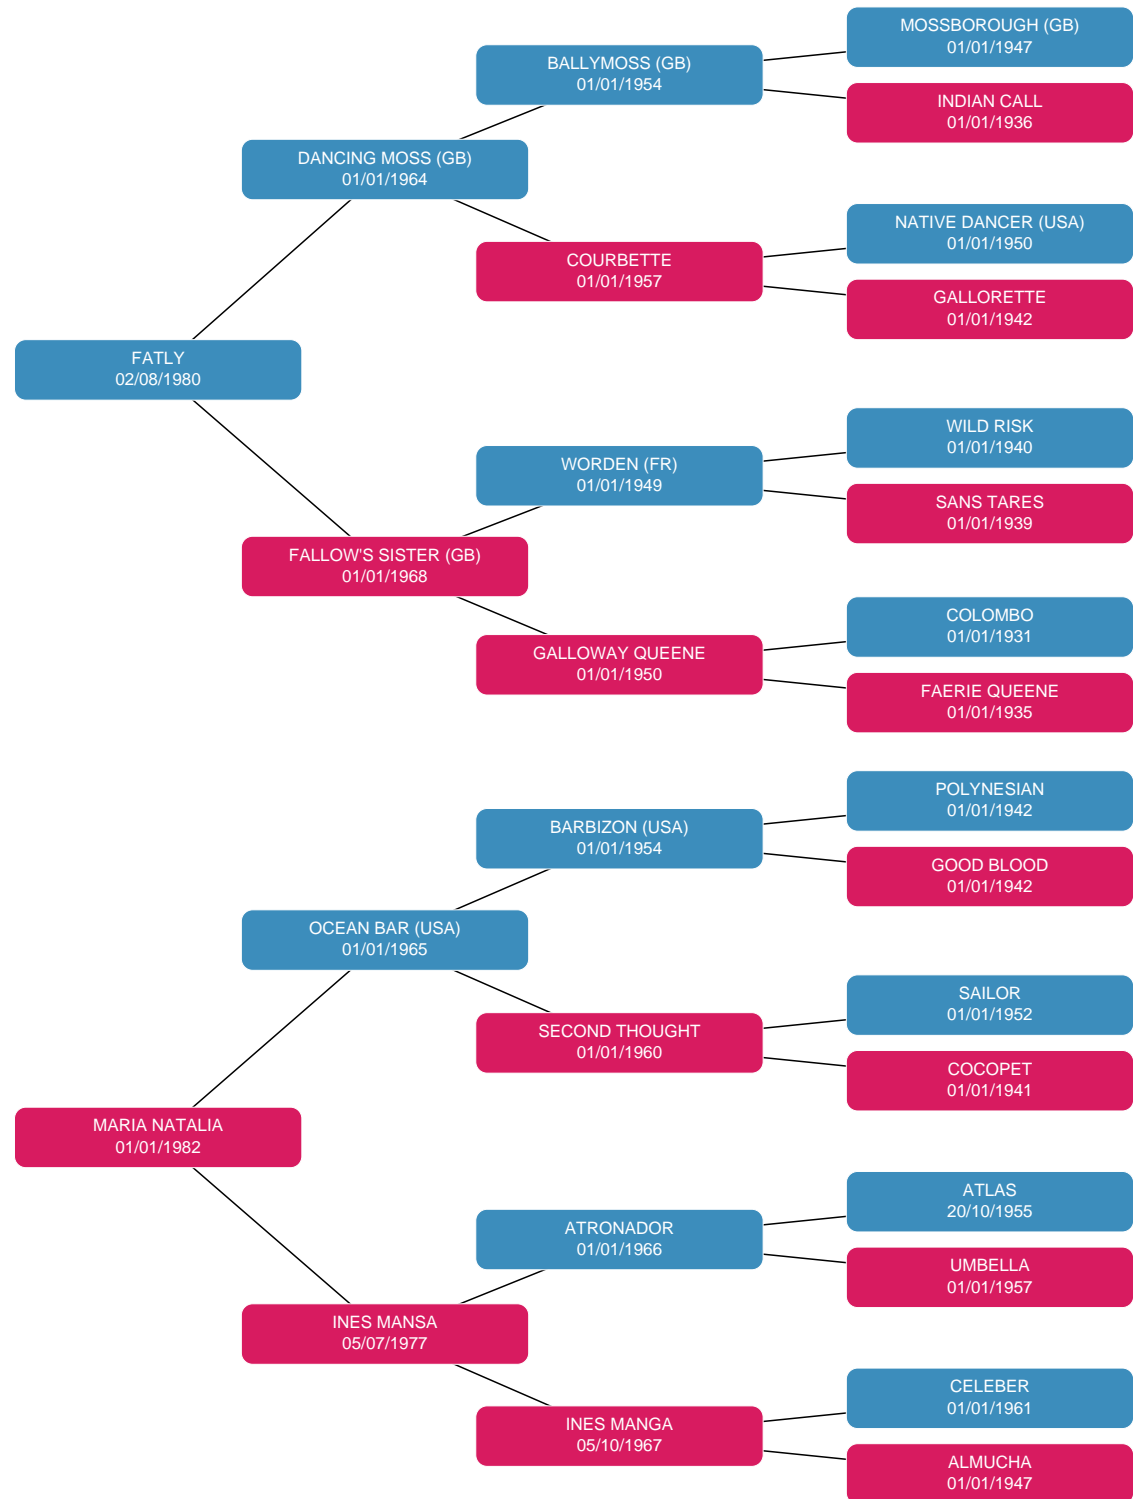 MOSSBOROUGH (GB)
01/01/1947
BALLYMOSS (GB)
01/01/1954
INDIAN CALL
01/01/1936
DANCING MOSS (GB)
01/01/1964
NATIVE DANCER (USA)
01/01/1950
COURBETTE
01/01/1957
GALLORETTE
01/01/1942
FATLY
02/08/1980
WILD RISK
01/01/1940
WORDEN (FR)
01/01/1949
SANS TARES
01/01/1939
FALLOW'S SISTER (GB)
01/01/1968
COLOMBO
01/01/1931
GALLOWAY QUEENE
01/01/1950
FAERIE QUEENE
01/01/1935
POLYNESIAN
01/01/1942
BARBIZON (USA)
01/01/1954
GOOD BLOOD
01/01/1942
OCEAN BAR (USA)
01/01/1965
SAILOR
01/01/1952
SECOND THOUGHT
01/01/1960
COCOPET
01/01/1941
MARIA NATALIA
01/01/1982
ATLAS
20/10/1955
ATRONADOR
01/01/1966
UMBELLA
01/01/1957
INES MANSA
05/07/1977
CELEBER
01/01/1961
INES MANGA
05/10/1967
ALMUCHA
01/01/1947